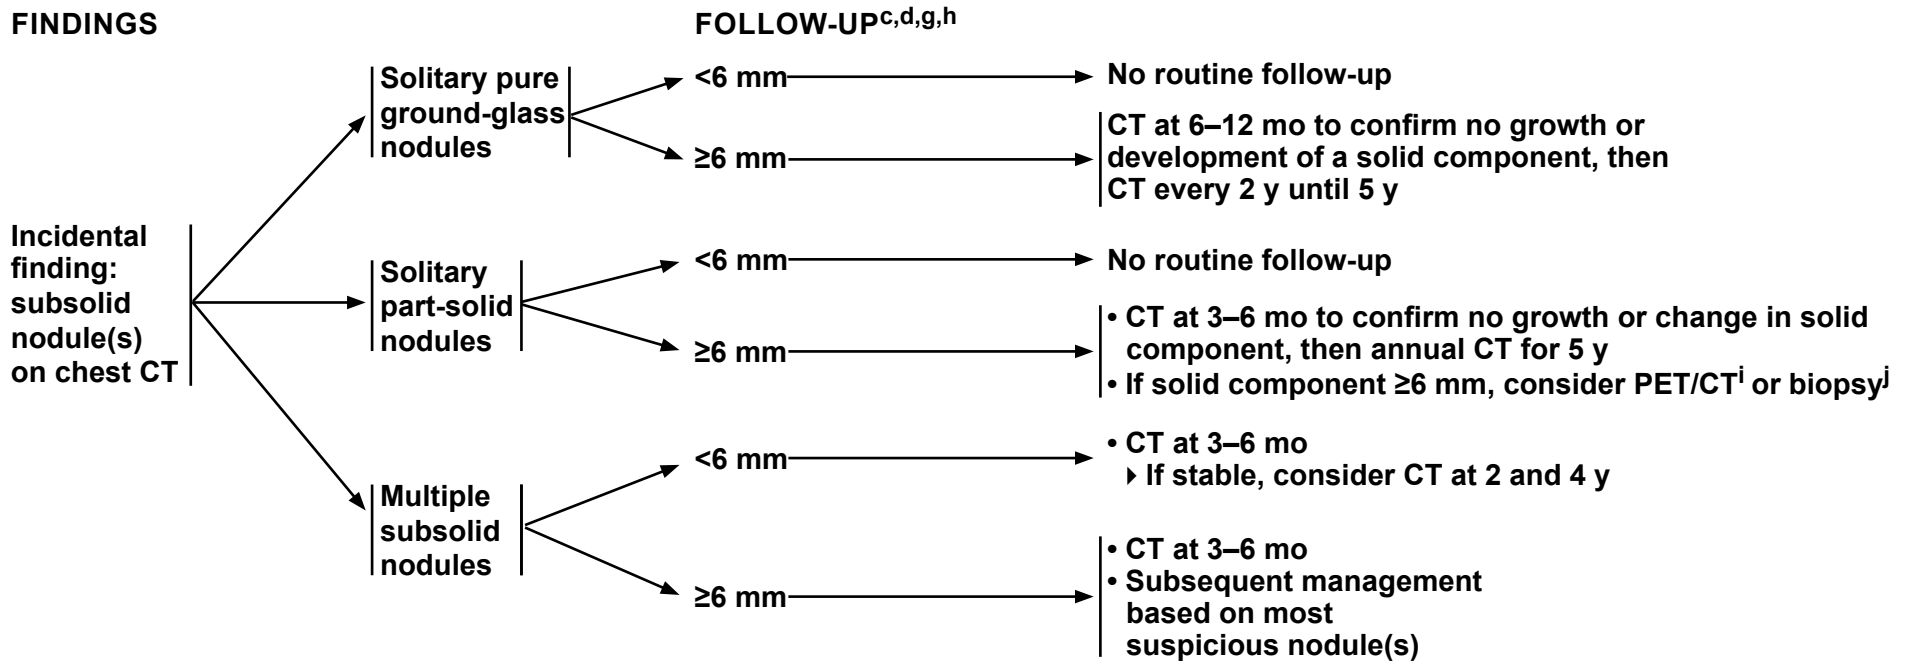 FINDINGS
FOLLOW-UPc,d,g,h
Solitary pure
ground-glass
nodules
<6 mm
No routine follow-up
≥6 mm
CT at 6–12 mo to confirm no growth or
development of a solid component, then
CT every 2 y until 5 y
Incidental
finding:
subsolid
nodule(s)
on chest CT
Solitary
part-solid
nodules
<6 mm
No routine follow-up
≥6 mm
• CT at 3–6 mo to confirm no growth or change in solid
component, then annual CT for 5 y
• If solid component ≥6 mm, consider PET/CTi or biopsyj
Multiple
subsolid
nodules
<6 mm
• CT at 3–6 mo
‣ If stable, consider CT at 2 and 4 y
≥6 mm
• CT at 3–6 mo
• Subsequent management
based on most
suspicious nodule(s)